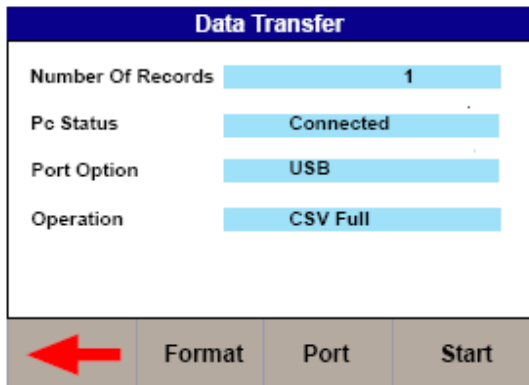 Data Transfer
Number Of Records 1
Pc Status Connected
Port Option USB
Operation CSV Full
Format Port Start